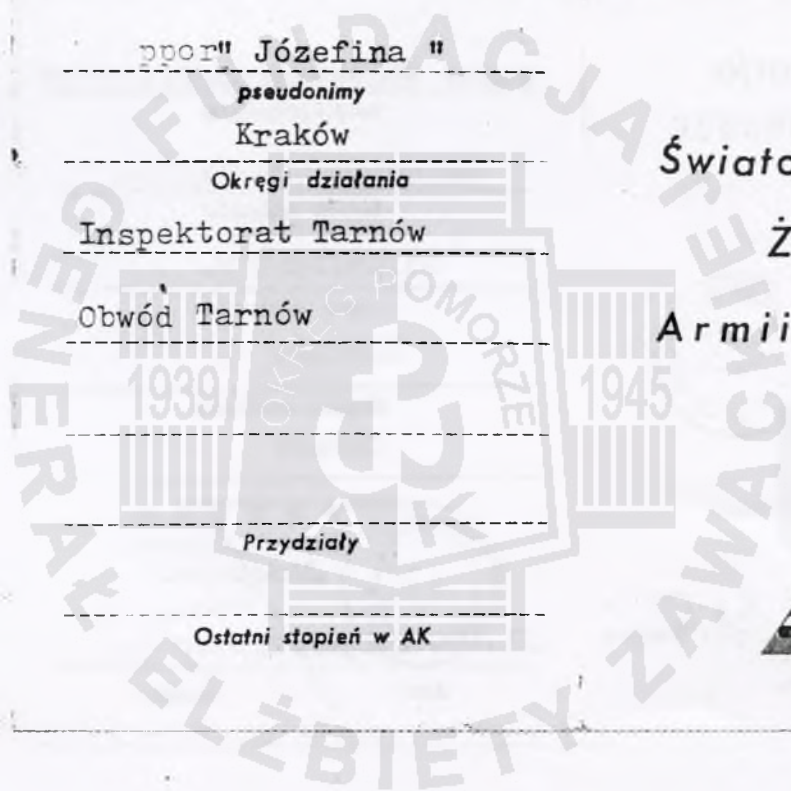 ppor" Józefina "
pseudonimy
Kraków
Okręgi działania
Inspektorat Tarnów
Obwód Tarnów
Przydziały
Ostatni stopień w AK
Świato
Ż
Armii
FUNDACJA GENERAŁ ELŻBIETY ZAWACKIEJ
OKRĘG POMORZE
1939
1945
AK